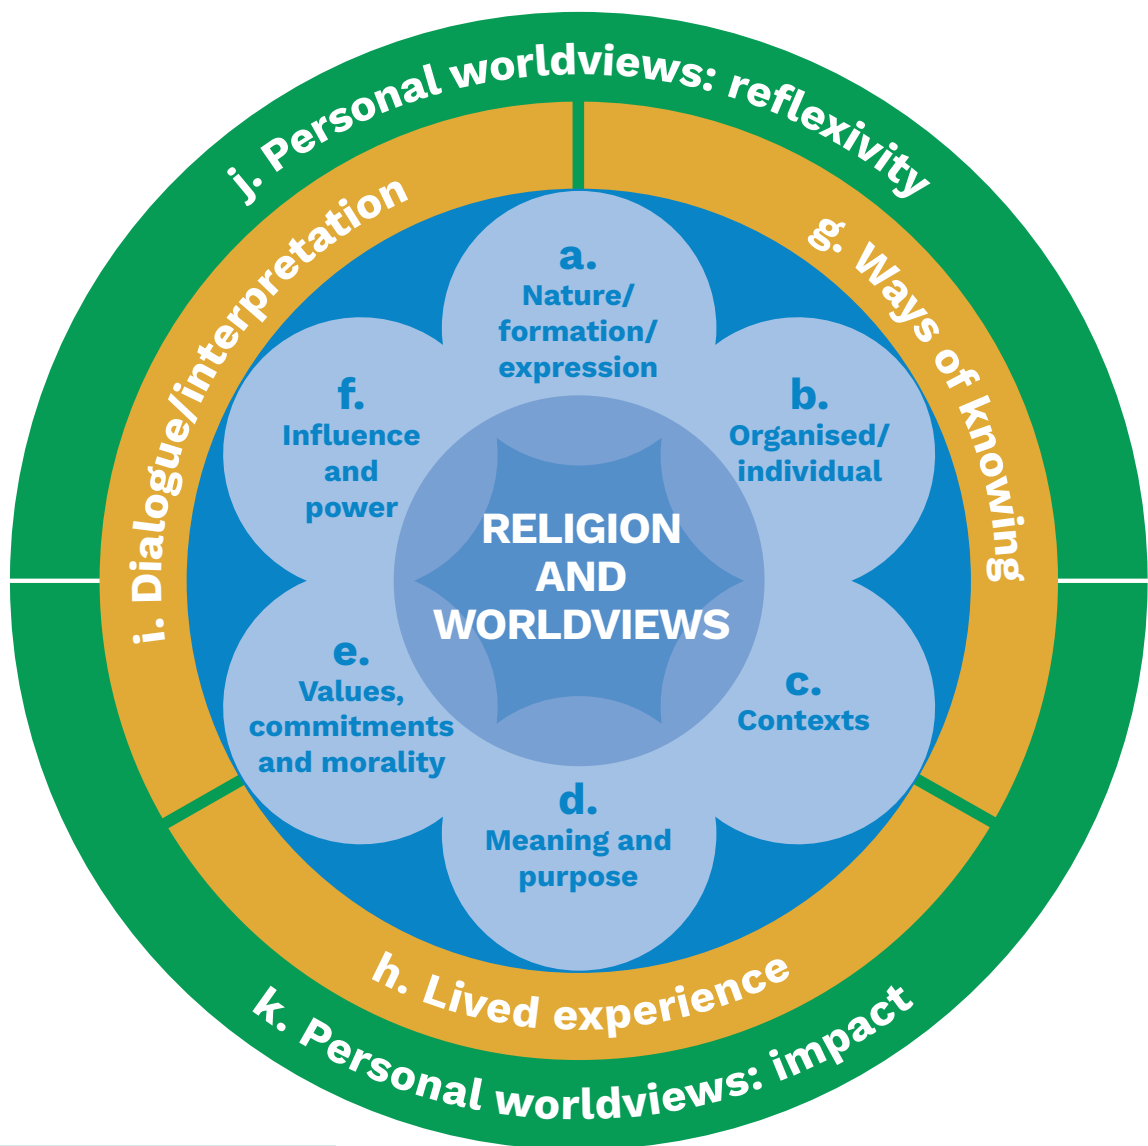 j. Personal worldviews: reflexivity
i. Dialogue/interpretation
g. Ways of knowing
a.
Nature/
formation/
expression
f.
Influence
and
power
b.
Organised/
individual
RELIGION
AND
WORLDVIEWS
e.
Values,
commitments
and morality
c.
Contexts
d.
Meaning and
purpose
h. Lived experience
k. Personal worldviews: impact